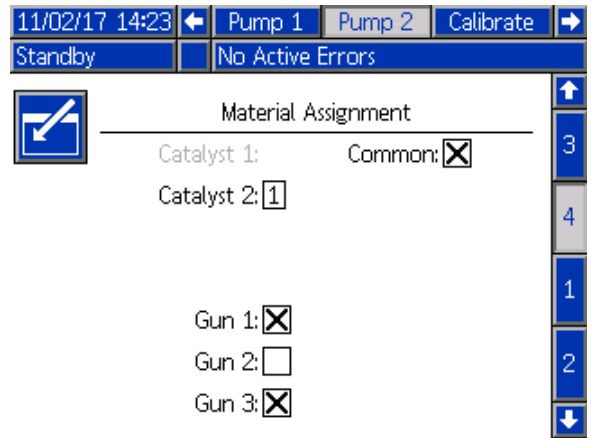 11/02/17 14:23 Pump 1 Pump 2 Calibrate
Standby No Active Errors
Material Assignment
Catalyst 1: Common:
3
Catalyst 2: 1
4
1
Gun 1:
Gun 2:
2
Gun 3: